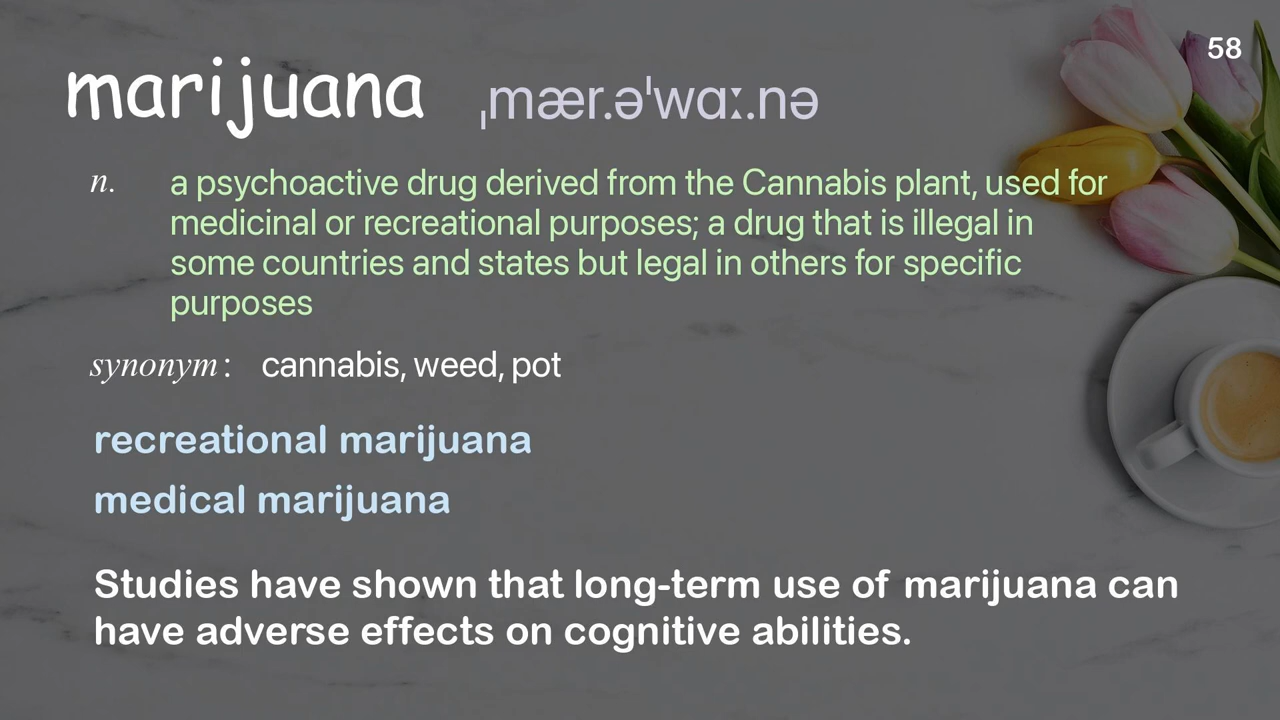 58
marijuana ˌmær.əˈwɑː.nə
n. a psychoactive drug derived from the Cannabis plant, used for
medicinal or recreational purposes; a drug that is illegal in
some countries and states but legal in others for specific
purposes
synonym: cannabis, weed, pot
recreational marijuana
medical marijuana
Studies have shown that long-term use of marijuana can
have adverse effects on cognitive abilities.